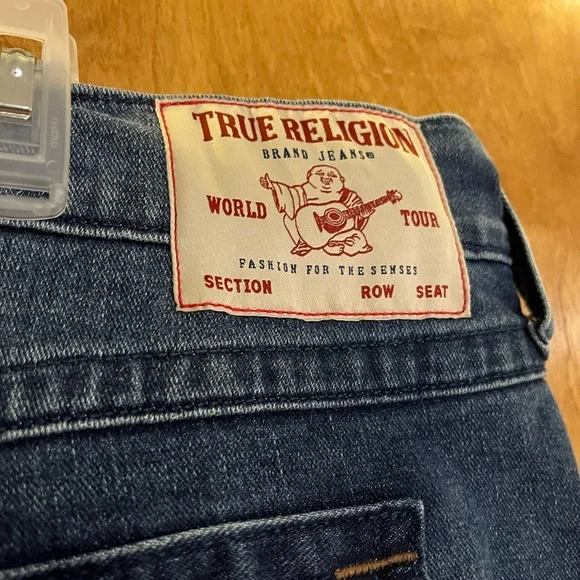 TRUE RELIGION
BRAND JEANS®
WORLD TOUR
FASHION FOR THE SENSES
SECTION ROW SEAT